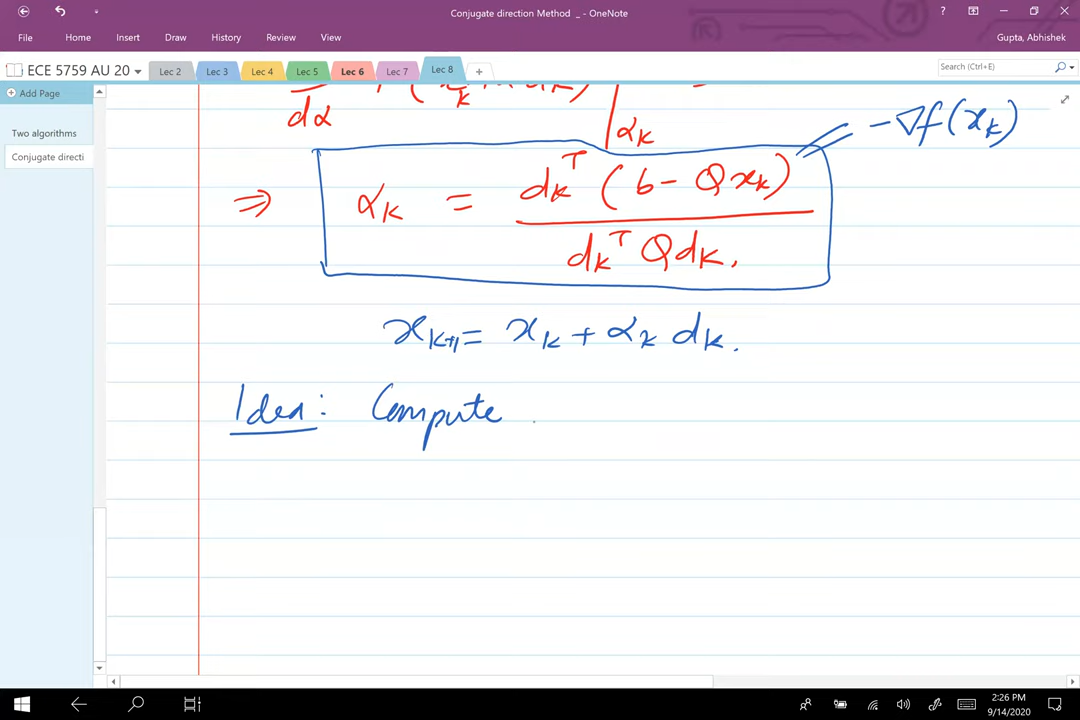 Conjugate direction Method _ - OneNote
Gupta, Abhishek
File Home Insert Draw History Review View
ECE 5759 AU 20
Lec 2 Lec 3 Lec 4 Lec 5 Lec 6 Lec 7 Lec 8 +
Search (Ctrl+E)
Add Page
Two algorithms
Conjugate directi
dα
αₖ
-∇f(xₖ)
⇒ αₖ = dₖᵀ (b - Qxₖ) / dₖᵀ Qdₖ.
xₖ₊₁ = xₖ + αₖ dₖ.
Idea: Compute
2:26 PM
9/14/2020